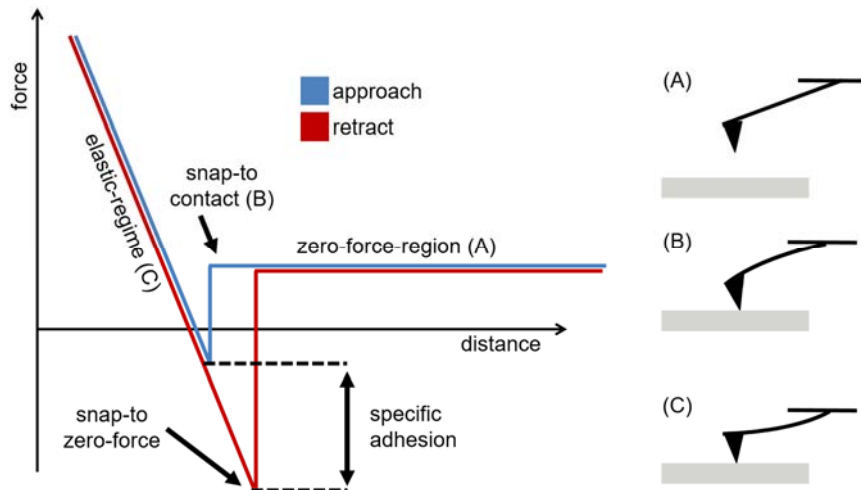 force
approach
retract
elastic-regime (C)
snap-to
contact (B)
zero-force-region (A)
distance
snap-to
zero-force
specific
adhesion
(A)
(B)
(C)